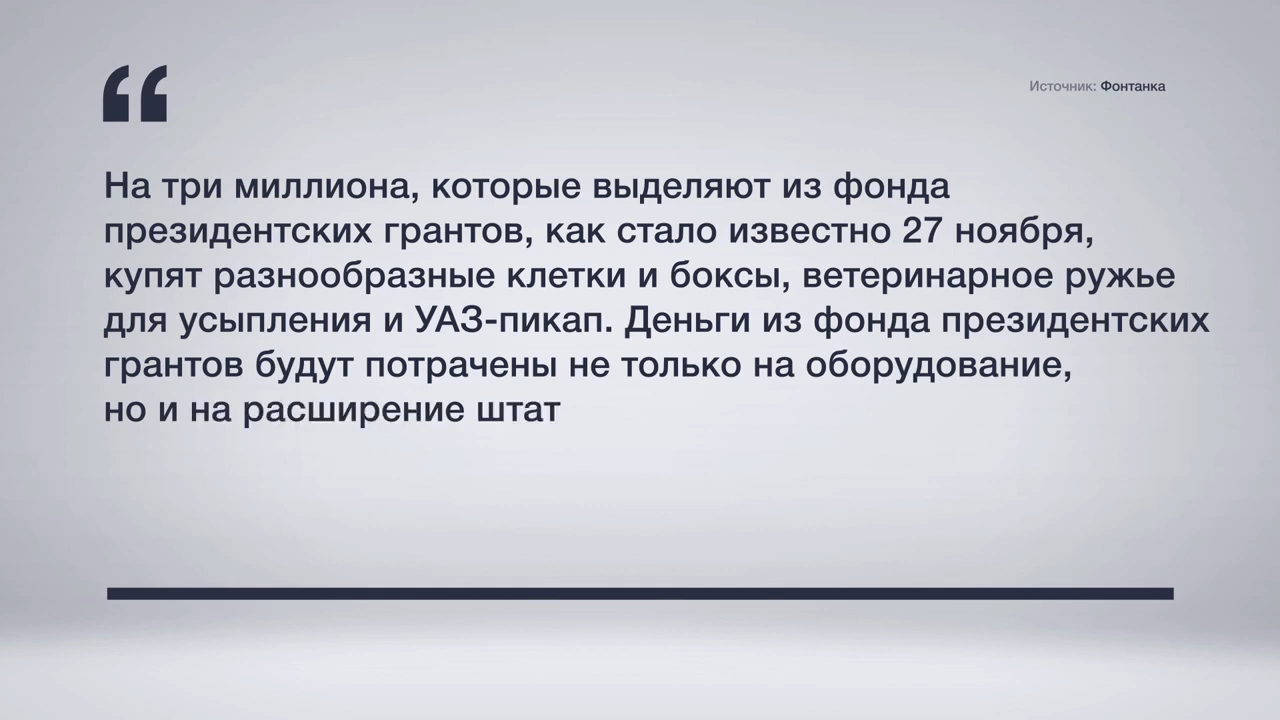 “
Источник: Фонтанка
На три миллиона, которые выделяют из фонда
президентских грантов, как стало известно 27 ноября,
купят разнообразные клетки и боксы, ветеринарное ружье
для усыпления и УАЗ-пикап. Деньги из фонда президентских
грантов будут потрачены не только на оборудование,
но и на расширение штат